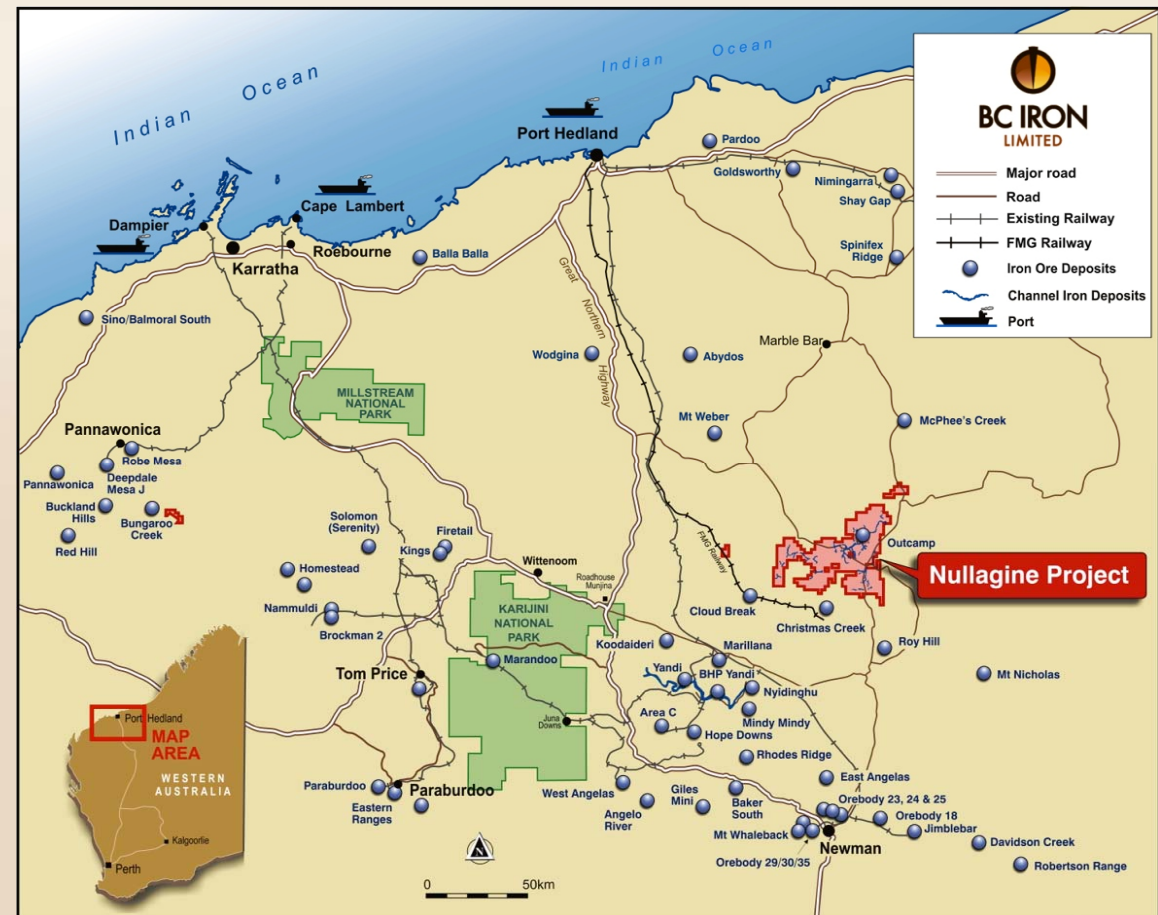 Indian Ocean
Indian Ocean
BC IRON
LIMITED
Major road
Road
Existing Railway
FMG Railway
Iron Ore Deposits
Channel Iron Deposits
Port
Port Hedland
Pardoo
Goldsworthy
Nimingarra
Shay Gap
Cape Lambert
Dampier
Roebourne
Karratha
Balla Balla
Spinifex
Ridge
Great Northern Highway
Sino/Balmoral South
Marble Bar
Wodgina
Abydos
MILLSTREAM
NATIONAL
PARK
McPhee's Creek
Mt Weber
Pannawonica
Robe Mesa
Pannawonica
Deepdale
Mesa J
Buckland
Hills
Bungaroo
Creek
Red Hill
Solomon
(Serenity)
Firetail
Kings
FMG Railway
Outcamp
Nullagine Project
Homestead
Wittenoom
Roadhouse
Munjina
Nammuldi
Brockman 2
KARIJINI
NATIONAL
PARK
Cloud Break
Christmas Creek
Koodaideri
Marillana
Roy Hill
Marandoo
Tom Price
Yandi
BHP Yandi
Nyidinghu
Mt Nicholas
Juna
Downs
Area C
Mindy Mindy
Hope Downs
Rhodes Ridge
Port Hedland
MAP
AREA
WESTERN
AUSTRALIA
Kalgoorlie
Perth
Paraburdoo
Paraburdoo
Eastern
Ranges
West Angelas
Angelo
River
Giles
Mini
Baker
South
East Angelas
Orebody 23, 24 & 25
Orebody 18
Mt Whaleback
Newman
Jimblebar
Orebody 29/30/35
Davidson Creek
Robertson Range
N
0 50km